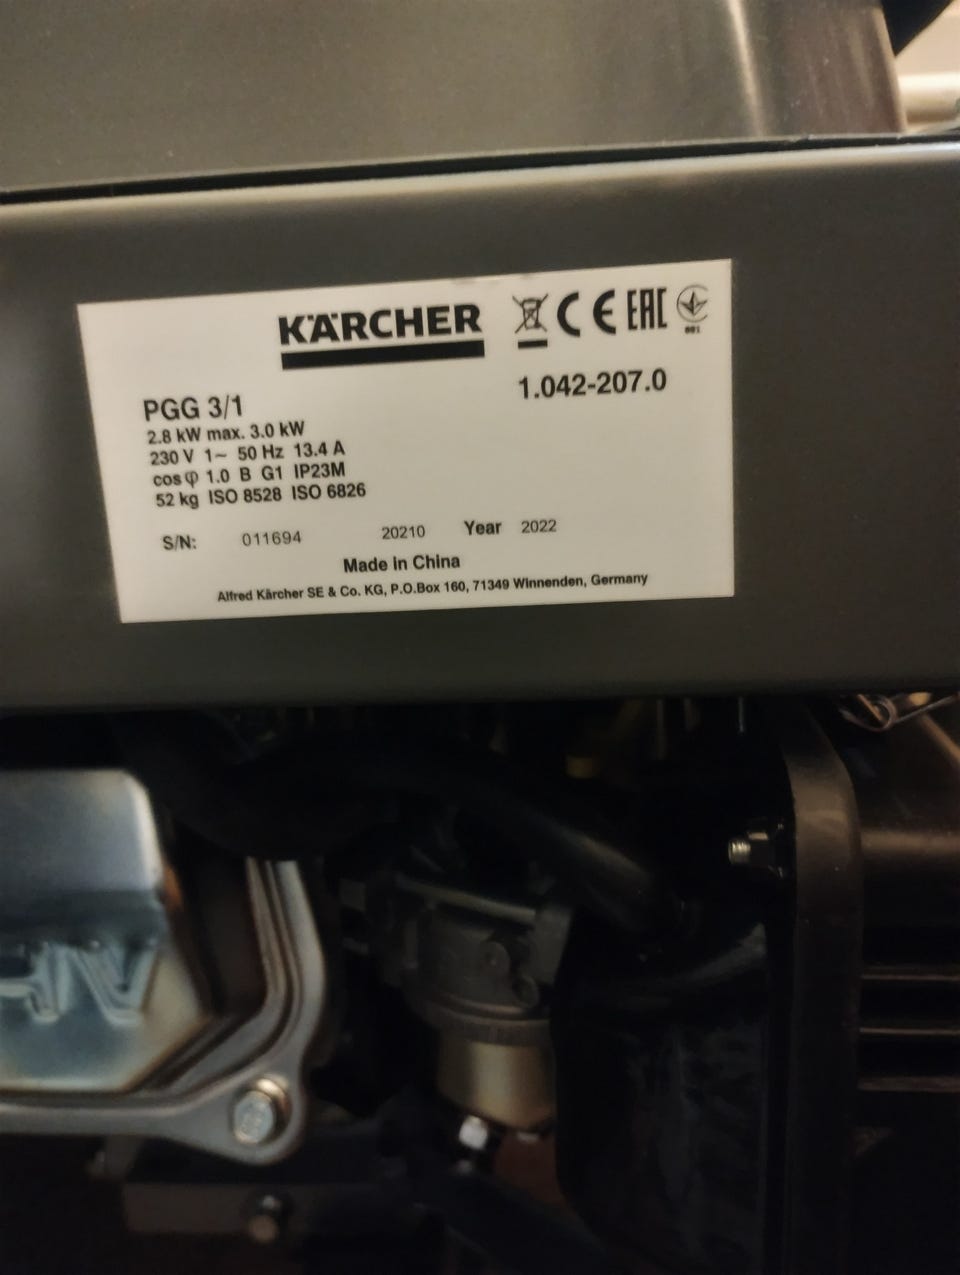 KÄRCHER
CE EAC
001
1.042-207.0
PGG 3/1
2.8 kW max. 3.0 kW
230 V 1~ 50 Hz 13.4 A
cos φ 1.0 B G1 IP23M
52 kg ISO 8528 ISO 6826
S/N: 011694 20210 Year 2022
Made in China
Alfred Kärcher SE & Co. KG, P.O.Box 160, 71349 Winnenden, Germany